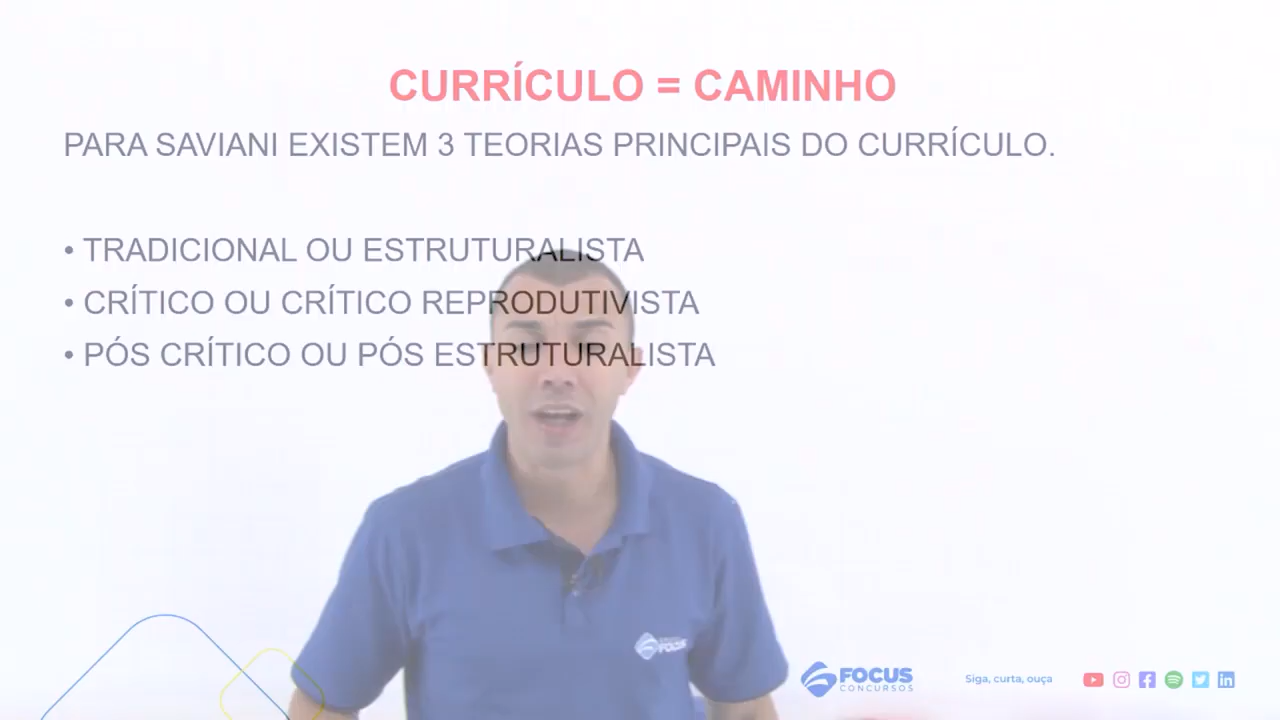 CURRÍCULO = CAMINHO
PARA SAVIANI EXISTEM 3 TEORIAS PRINCIPAIS DO CURRÍCULO.
• TRADICIONAL OU ESTRUTURALISTA
• CRÍTICO OU CRÍTICO REPRODUTIVISTA
• PÓS CRÍTICO OU PÓS ESTRUTURALISTA
FOCUS
FOCUS
CONCURSOS
Siga, curta, ouça